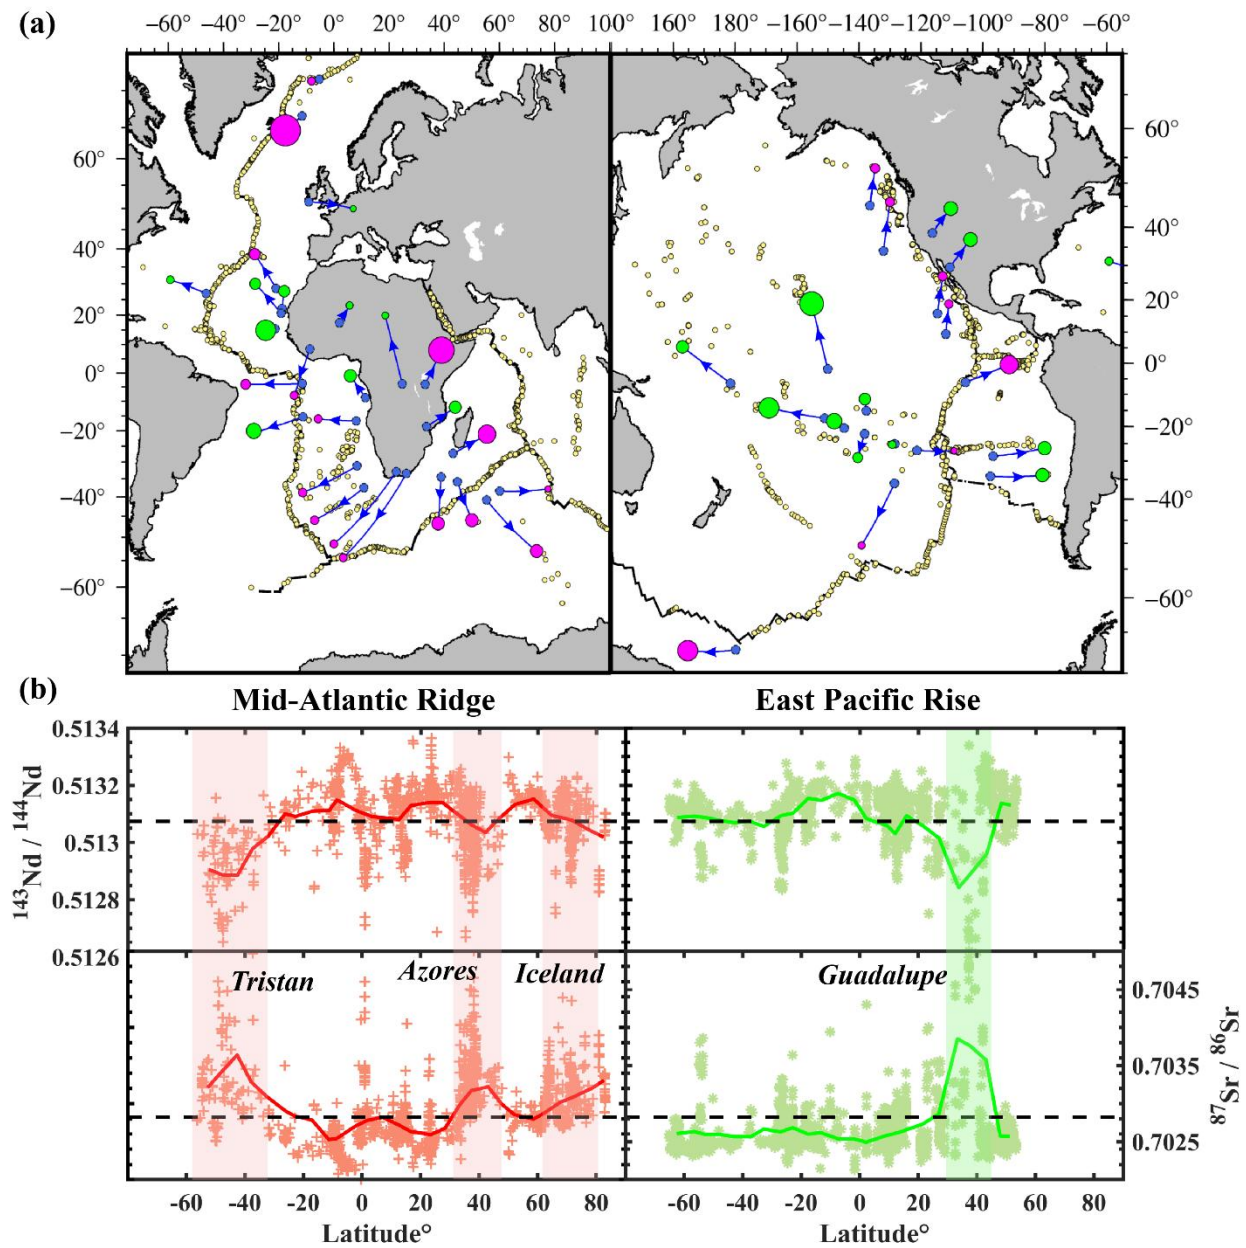 (a)
−60° −40° −20° 0° 20° 40° 60° 80° 100°
160° −160° −140° −120° −100° −80° −60°
60°
40°
20°
0°
−20°
−40°
−60°
60°
40°
20°
0°
−20°
−40°
−60°
(b)
Mid-Atlantic Ridge
East Pacific Rise
0.5134
0.5132
0.513
0.5128
0.5126
143Nd / 144Nd
Tristan
Azores
Iceland
Guadalupe
0.7045
0.7035
0.7025
87Sr / 86Sr
-60 -40 -20 0 20 40 60 80
-60 -40 -20 0 20 40 60 80
Latitude°
Latitude°